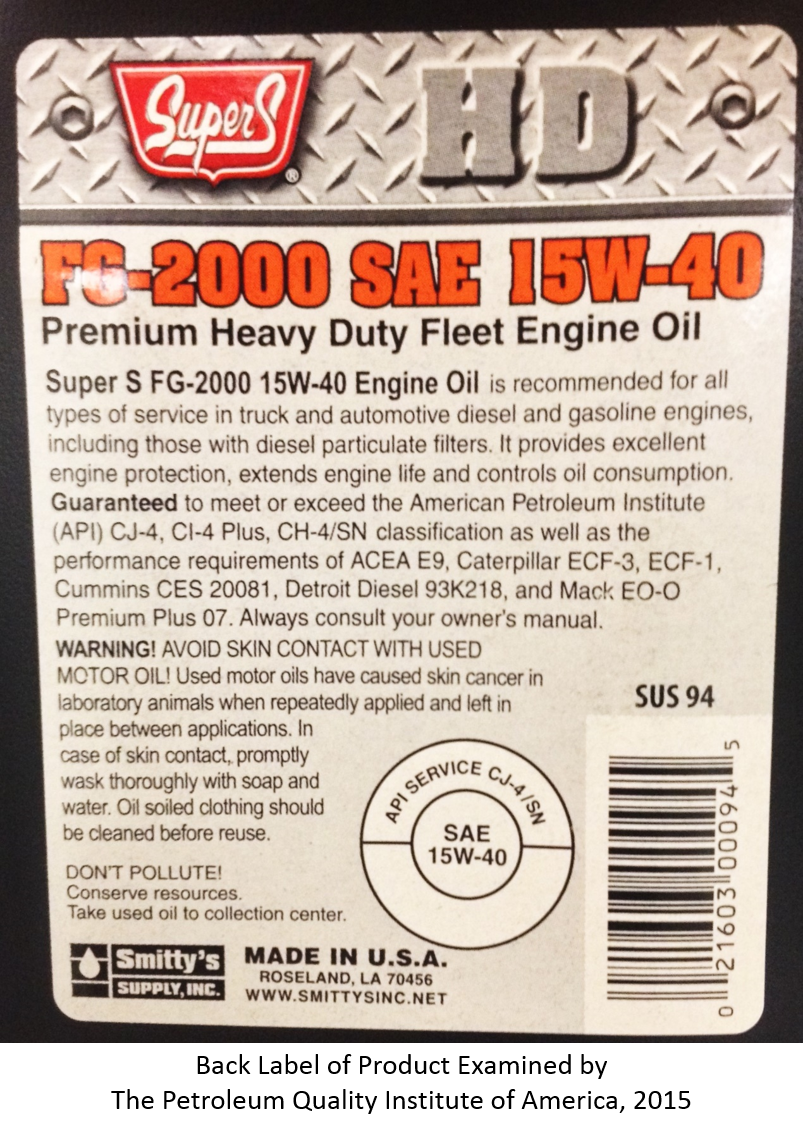 Super S ®
HD
FG-2000 SAE 15W-40
Premium Heavy Duty Fleet Engine Oil
Super S FG-2000 15W-40 Engine Oil is recommended for all
types of service in truck and automotive diesel and gasoline engines,
including those with diesel particulate filters. It provides excellent
engine protection, extends engine life and controls oil consumption.
Guaranteed to meet or exceed the American Petroleum Institute
(API) CJ-4, CI-4 Plus, CH-4/SN classification as well as the
performance requirements of ACEA E9, Caterpillar ECF-3, ECF-1,
Cummins CES 20081, Detroit Diesel 93K218, and Mack EO-O
Premium Plus 07. Always consult your owner's manual.
WARNING! AVOID SKIN CONTACT WITH USED
MOTOR OIL! Used motor oils have caused skin cancer in
laboratory animals when repeatedly applied and left in
place between applications. In
case of skin contact, promptly
wask thoroughly with soap and
water. Oil soiled clothing should
be cleaned before reuse.
DON'T POLLUTE!
Conserve resources.
Take used oil to collection center.
API SERVICE CJ-4/SN
SAE
15W-40
SUS 94
0 21603 00094 5
Smitty's
SUPPLY, INC.
MADE IN U.S.A.
ROSELAND, LA 70456
WWW.SMITTYSINC.NET
Back Label of Product Examined by
The Petroleum Quality Institute of America, 2015